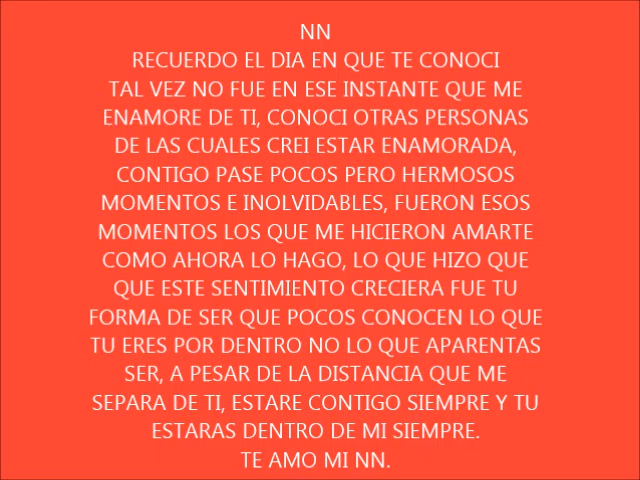 NN
RECUERDO EL DIA EN QUE TE CONOCI
TAL VEZ NO FUE EN ESE INSTANTE QUE ME
ENAMORE DE TI, CONOCI OTRAS PERSONAS
DE LAS CUALES CREI ESTAR ENAMORADA,
CONTIGO PASE POCOS PERO HERMOSOS
MOMENTOS E INOLVIDABLES, FUERON ESOS
MOMENTOS LOS QUE ME HICIERON AMARTE
COMO AHORA LO HAGO, LO QUE HIZO QUE
QUE ESTE SENTIMIENTO CRECIERA FUE TU
FORMA DE SER QUE POCOS CONOCEN LO QUE
TU ERES POR DENTRO NO LO QUE APARENTAS
SER, A PESAR DE LA DISTANCIA QUE ME
SEPARA DE TI, ESTARE CONTIGO SIEMPRE Y TU
ESTARAS DENTRO DE MI SIEMPRE.
TE AMO MI NN.